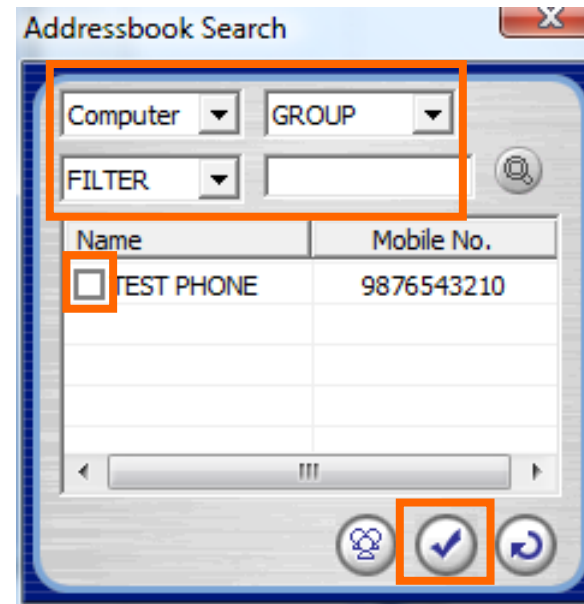 Addressbook Search
Computer GROUP
FILTER
Name Mobile No.
TEST PHONE 9876543210